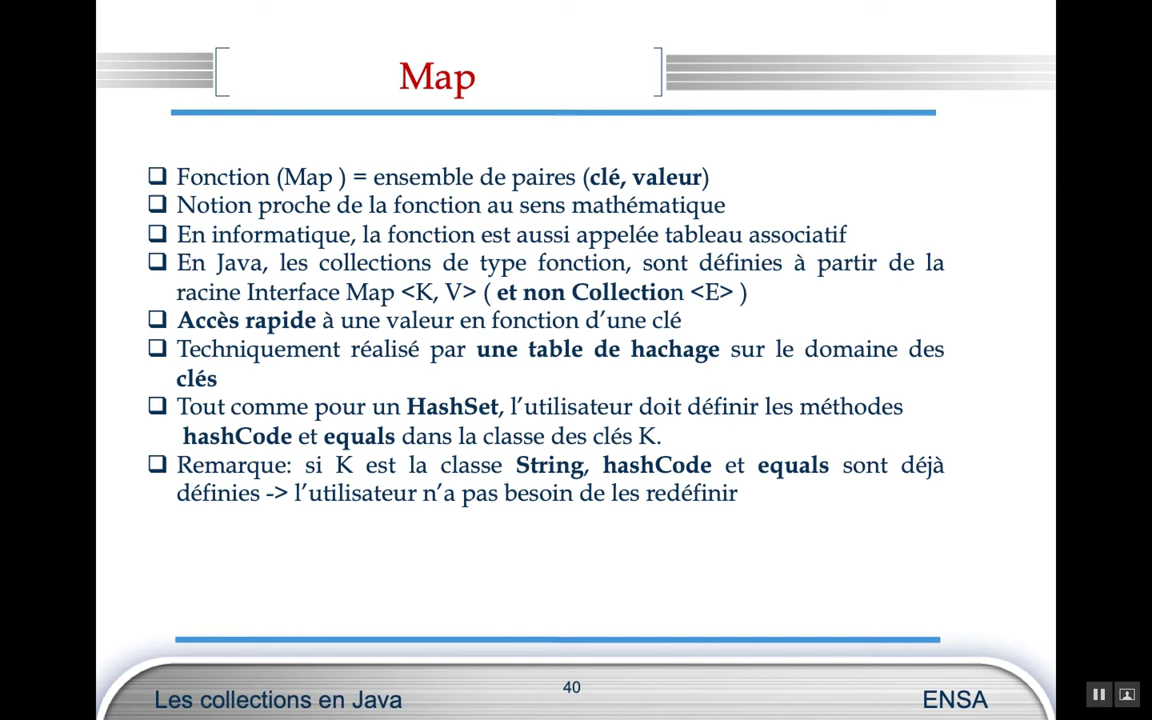 Map
❑ Fonction (Map ) = ensemble de paires (clé, valeur)
❑ Notion proche de la fonction au sens mathématique
❑ En informatique, la fonction est aussi appelée tableau associatif
❑ En Java, les collections de type fonction, sont définies à partir de la
racine Interface Map <K, V> ( et non Collection <E> )
❑ Accès rapide à une valeur en fonction d’une clé
❑ Techniquement réalisé par une table de hachage sur le domaine des
clés
❑ Tout comme pour un HashSet, l’utilisateur doit définir les méthodes
hashCode et equals dans la classe des clés K.
❑ Remarque: si K est la classe String, hashCode et equals sont déjà
définies -> l’utilisateur n’a pas besoin de les redéfinir
Les collections en Java
40
ENSA